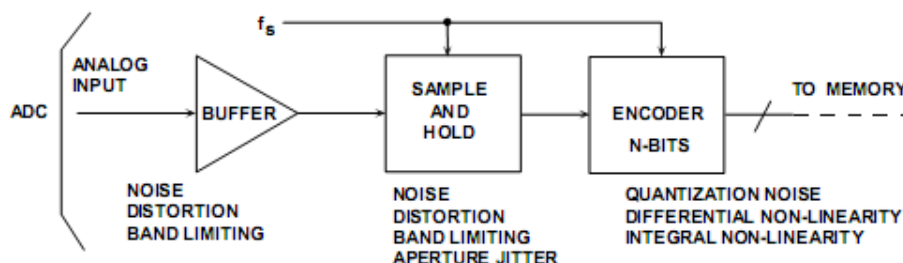 fs
ADC
ANALOG
INPUT
BUFFER
SAMPLE
AND
HOLD
ENCODER
N-BITS
TO MEMORY
NOISE
DISTORTION
BAND LIMITING
NOISE
DISTORTION
BAND LIMITING
APERTURE JITTER
QUANTIZATION NOISE
DIFFERENTIAL NON-LINEARITY
INTEGRAL NON-LINEARITY